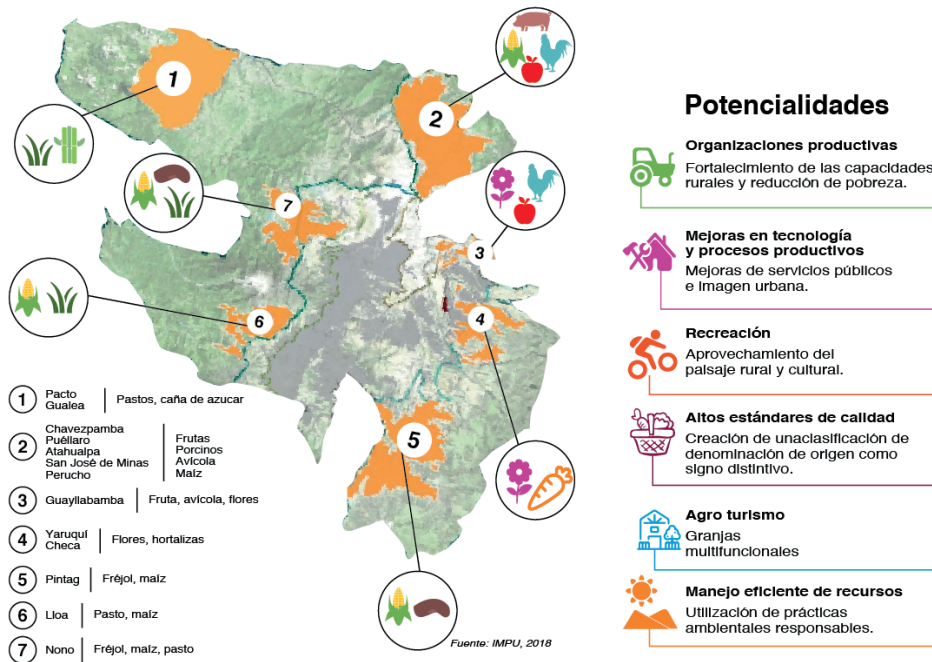 1
2
7
3
6
4
5
1
Pacto
Gualea
Pastos, caña de azucar
2
Chavezpamba
Puéllaro
Atahualpa
San José de Minas
Perucho
Frutas
Porcinos
Avícola
Maíz
3
Guayllabamba
Fruta, avícola, flores
4
Yaruquí
Checa
Flores, hortalizas
5
Pintag
Fréjol, maíz
6
Lloa
Pasto, maíz
7
Nono
Fréjol, maíz, pasto
Fuente: IMPU, 2018
Potencialidades
Organizaciones productivas
Fortalecimiento de las capacidades
rurales y reducción de pobreza.
Mejoras en tecnología
y procesos productivos
Mejoras de servicios públicos
e imagen urbana.
Recreación
Aprovechamiento del
paisaje rural y cultural.
Altos estándares de calidad
Creación de unaclasificación de
denominación de origen como
signo distintivo.
Agro turismo
Granjas
multifuncionales
Manejo eficiente de recursos
Utilización de prácticas
ambientales responsables.